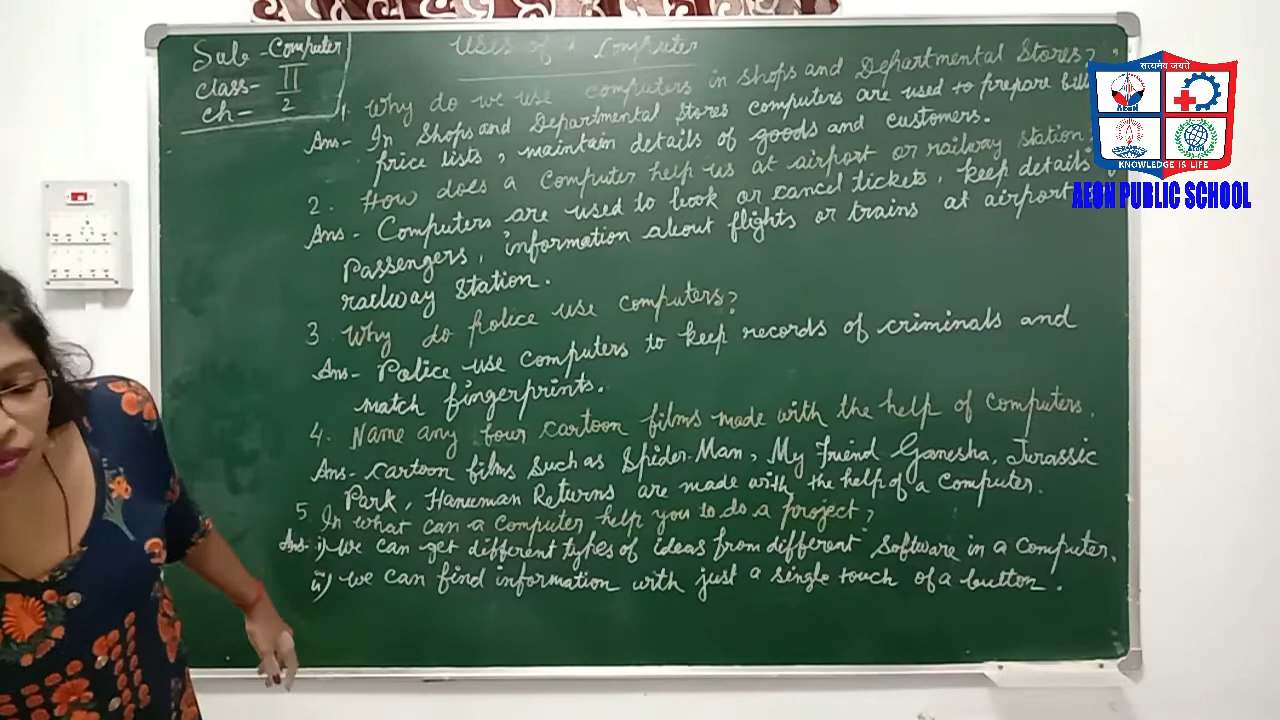 Sub - Computer
class- II
ch- 2
Uses of a Computer
1. Why do we use computers in shops and Departmental Stores?
Ans- In Shops and Departmental Stores computers are used to prepare bill
price lists, maintain details of goods and customers.
2. How does a Computer help us at airport or railway station?
Ans- Computers are used to book or cancel tickets, keep details
Passengers, information about flights or trains at airport
railway station.
3. Why do police use computers?
Ans- Police use computers to keep records of criminals and
match fingerprints.
4. Name any four cartoon films made with the help of computers.
Ans- cartoon films such as Spider-Man, My Friend Ganesha, Jurassic
Park, Hanuman Returns are made with the help of a computer.
5. In what can a computer help you to do a project?
Ans- i) We can get different types of ideas from different software in a computer.
ii) We can find information with just a single touch of a button.
सत्यमेव जयते
AEON
KNOWLEDGE IS LIFE
AEON PUBLIC SCHOOL